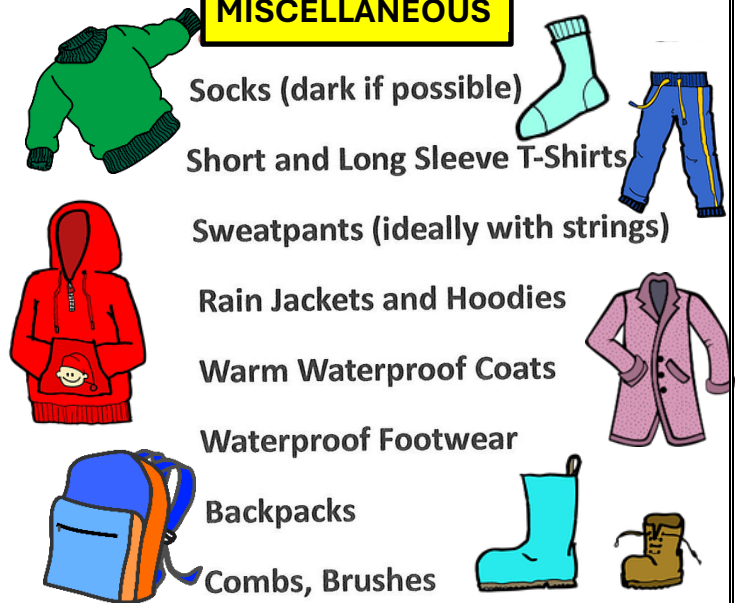 MISCELLANEOUS
Socks (dark if possible)
Short and Long Sleeve T-Shirts
Sweatpants (ideally with strings)
Rain Jackets and Hoodies
Warm Waterproof Coats
Waterproof Footwear
Backpacks
Combs, Brushes